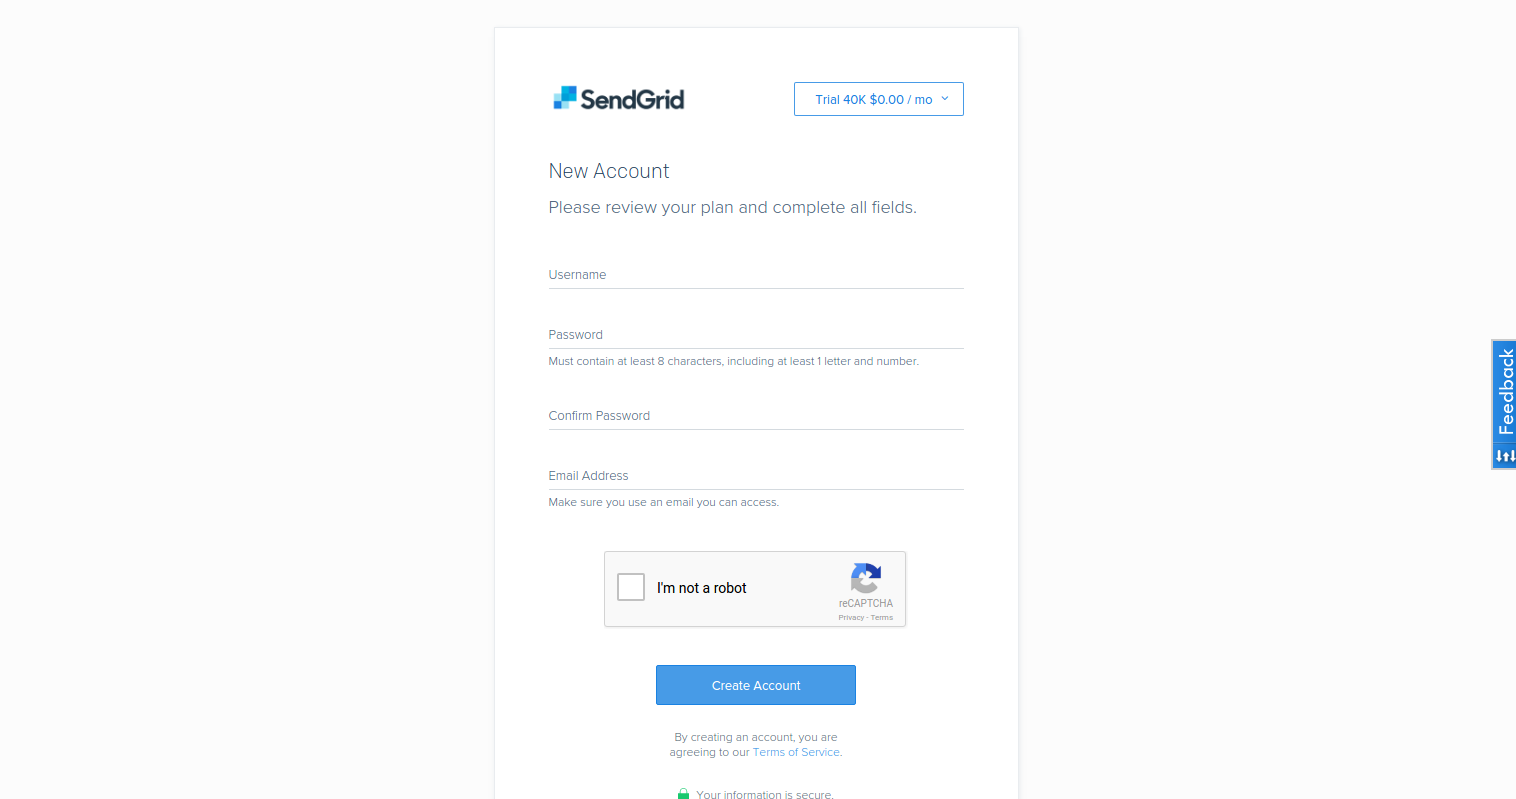 SendGrid
Trial 40K $0.00 / mo
New Account
Please review your plan and complete all fields.
Username
Password
Must contain at least 8 characters, including at least 1 letter and number.
Confirm Password
Email Address
Make sure you use an email you can access.
I'm not a robot
reCAPTCHA
Privacy - Terms
Create Account
By creating an account, you are
agreeing to our Terms of Service.
Your information is secure.
Feedback